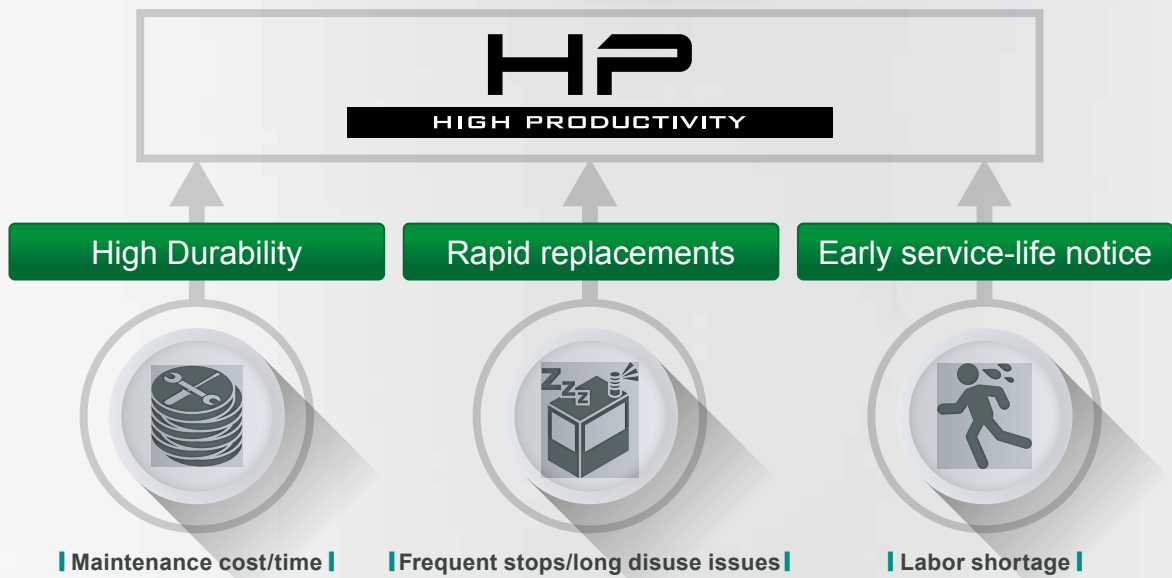 HP
HIGH PRODUCTIVITY
High Durability
Rapid replacements
Early service-life notice
Zzz
Maintenance cost/time
Frequent stops/long disuse issues
Labor shortage